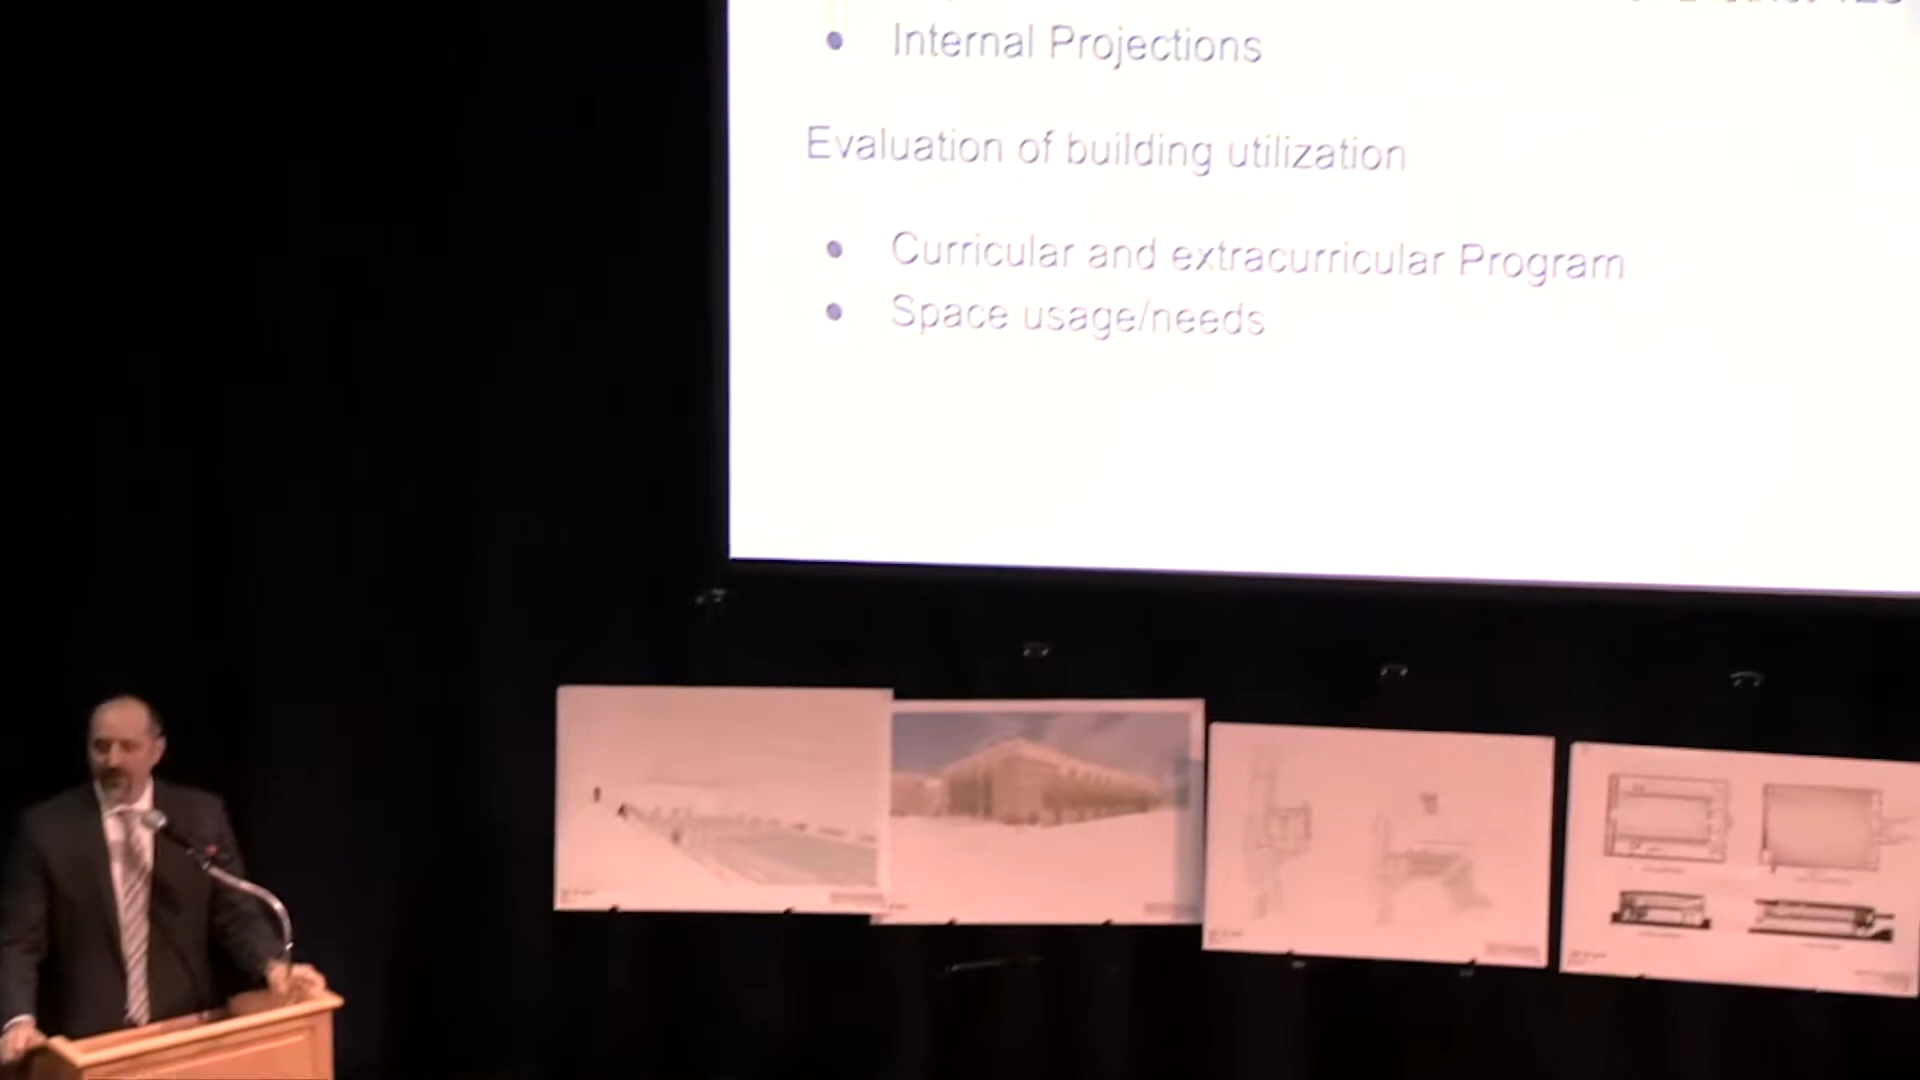 Internal Projections
Evaluation of building utilization
Curricular and extracurricular Program
Space usage/needs